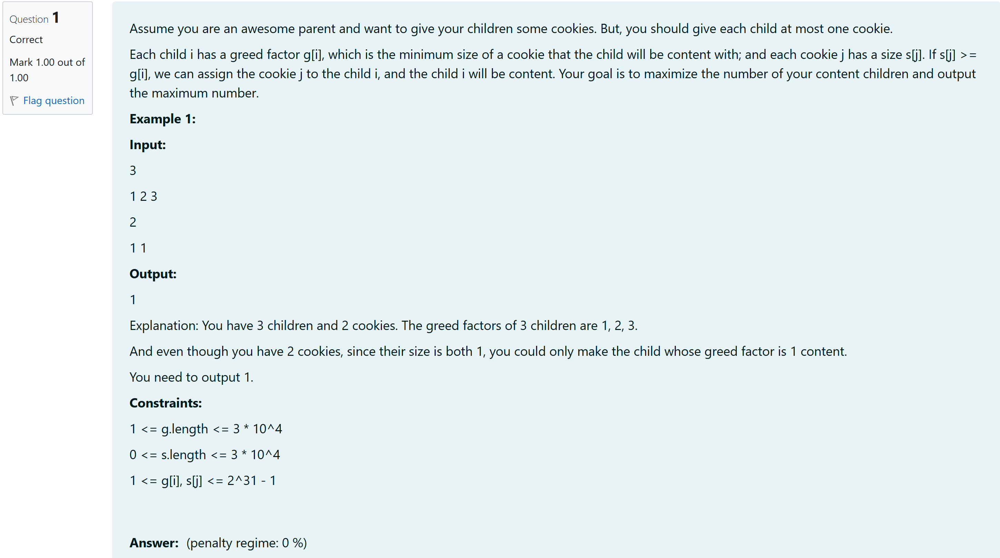 Question 1
Correct
Mark 1.00 out of
1.00
Flag question
Assume you are an awesome parent and want to give your children some cookies. But, you should give each child at most one cookie.
Each child i has a greed factor g[i], which is the minimum size of a cookie that the child will be content with; and each cookie j has a size s[j]. If s[j] >=
g[i], we can assign the cookie j to the child i, and the child i will be content. Your goal is to maximize the number of your content children and output
the maximum number.
Example 1:
Input:
3
1 2 3
2
1 1
Output:
1
Explanation: You have 3 children and 2 cookies. The greed factors of 3 children are 1, 2, 3.
And even though you have 2 cookies, since their size is both 1, you could only make the child whose greed factor is 1 content.
You need to output 1.
Constraints:
1 <= g.length <= 3 * 10^4
0 <= s.length <= 3 * 10^4
1 <= g[i], s[j] <= 2^31 - 1
Answer: (penalty regime: 0 %)